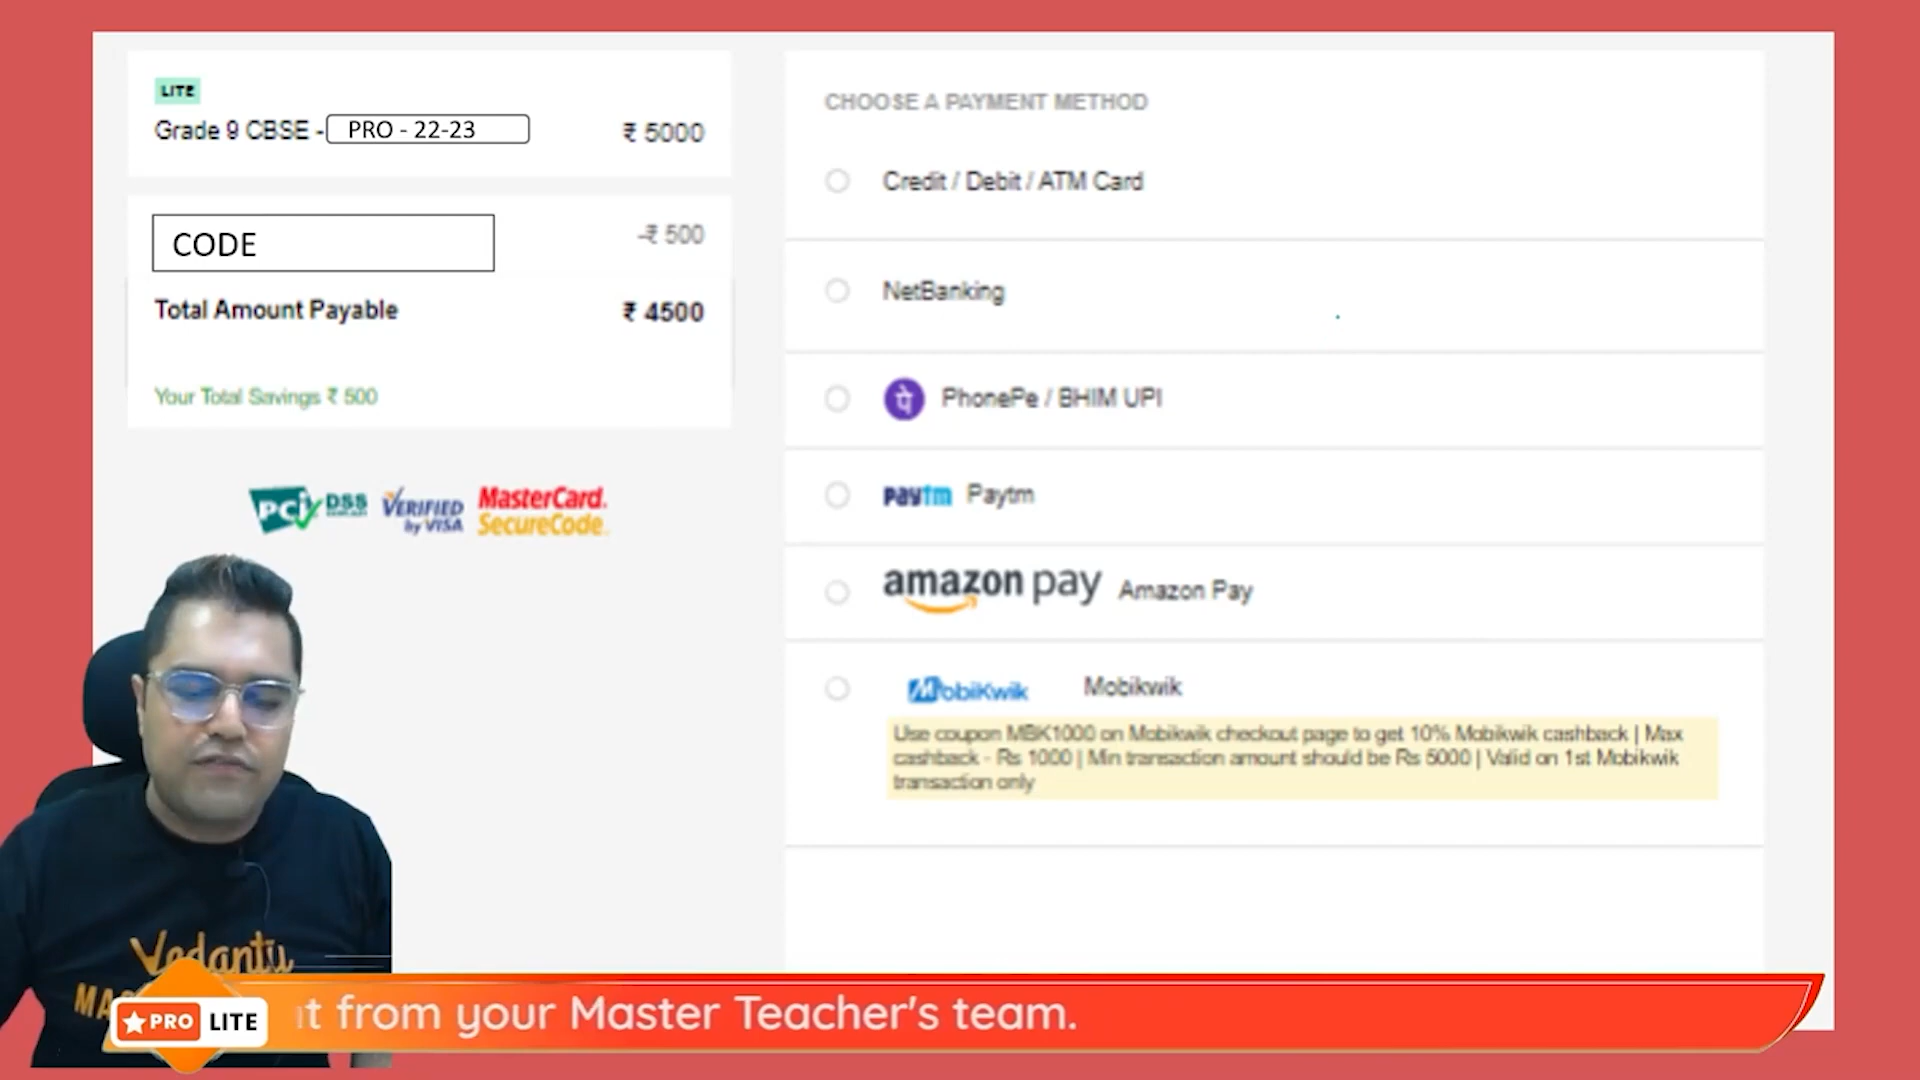 LITE
Grade 9 CBSE - PRO - 22-23 ₹ 5000
CODE -₹ 500
Total Amount Payable ₹ 4500
Your Total Savings ₹ 500
PCI DSS VERIFIED by VISA MasterCard. SecureCode.
CHOOSE A PAYMENT METHOD
Credit / Debit / ATM Card
NetBanking
पे PhonePe / BHIM UPI
Paytm Paytm
amazon pay Amazon Pay
MobiKwik Mobikwik
Use coupon MBK1000 on Mobikwik checkout page to get 10% Mobikwik cashback | Max
cashback - Rs 1000 | Min transaction amount should be Rs 5000 | Valid on 1st Mobikwik
transaction only
Vedantu
MA
PRO LITE t from your Master Teacher's team.